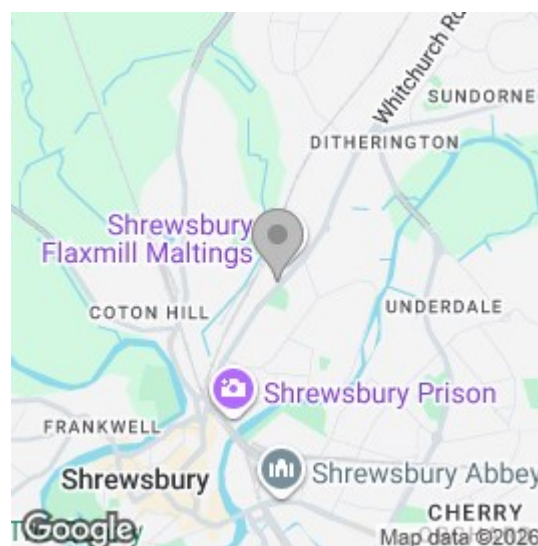 Whitchurch Rd
SUNDORNE
DITHERINGTON
Shrewsbury
Flaxmill Maltings
COTON HILL
UNDERDALE
Shrewsbury Prison
FRANKWELL
Shrewsbury
Shrewsbury Abbey
CHERRY
Google
Map data ©2026